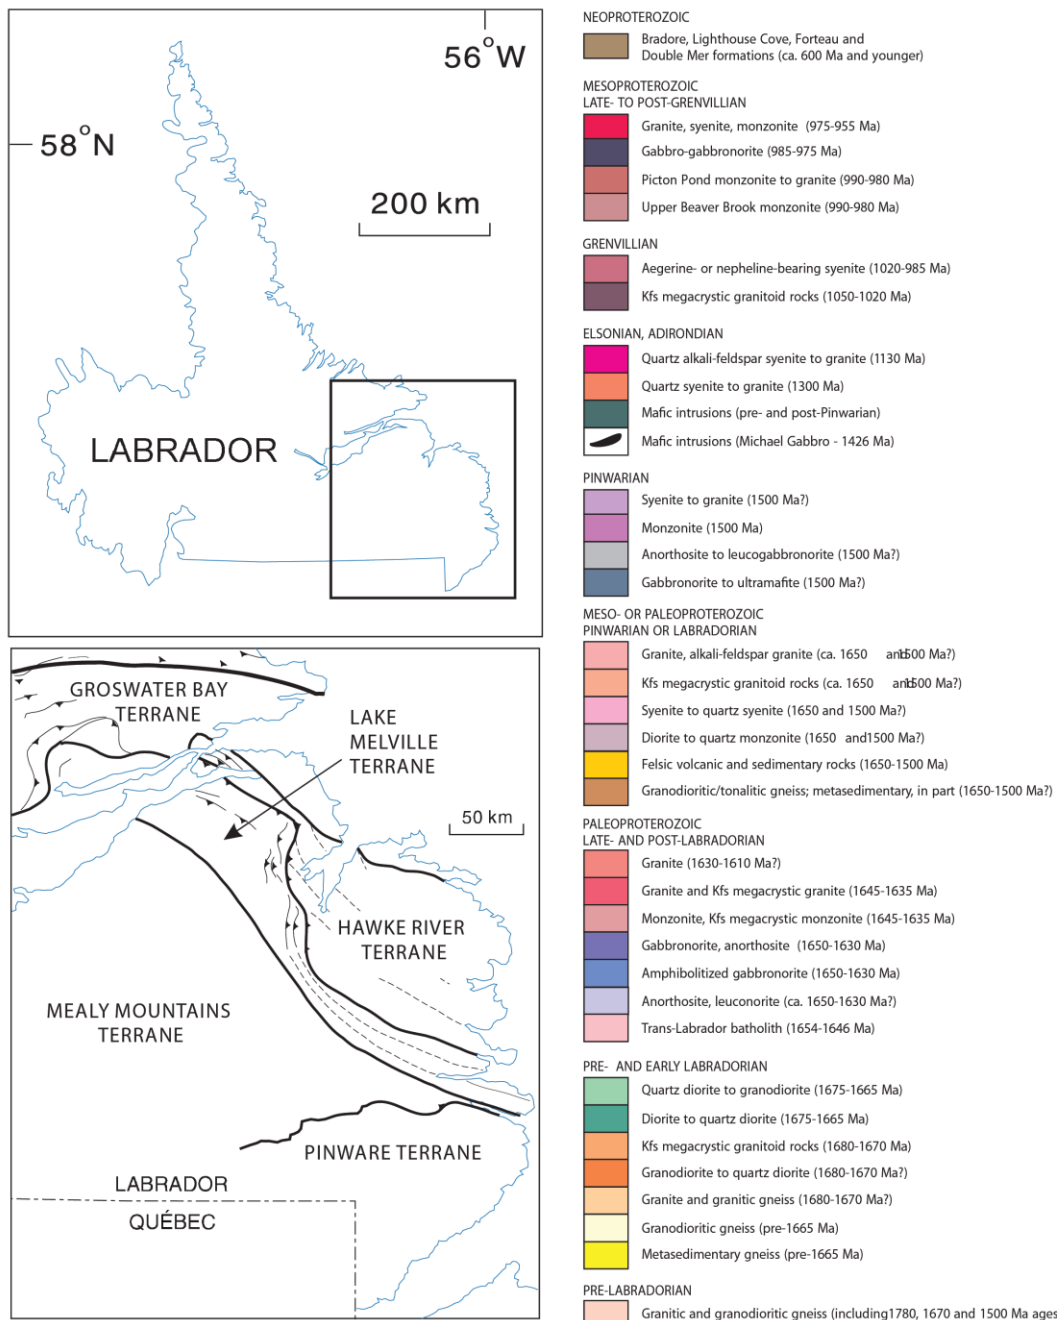 56°W
58°N
200 km
LABRADOR
GROSWATER BAY
TERRANE
LAKE
MELVILLE
TERRANE
50 km
HAWKE RIVER
TERRANE
MEALY MOUNTAINS
TERRANE
PINWARE TERRANE
LABRADOR
QUÉBEC
NEOPROTEROZOIC
Bradore, Lighthouse Cove, Forteau and
Double Mer formations (ca. 600 Ma and younger)
MESOPROTEROZOIC
LATE- TO POST-GRENVILLIAN
Granite, syenite, monzonite (975-955 Ma)
Gabbro-gabbronorite (985-975 Ma)
Picton Pond monzonite to granite (990-980 Ma)
Upper Beaver Brook monzonite (990-980 Ma)
GRENVILLIAN
Aegerine- or nepheline-bearing syenite (1020-985 Ma)
Kfs megacrystic granitoid rocks (1050-1020 Ma)
ELSONIAN, ADIRONDIAN
Quartz alkali-feldspar syenite to granite (1130 Ma)
Quartz syenite to granite (1300 Ma)
Mafic intrusions (pre- and post-Pinwarian)
Mafic intrusions (Michael Gabbro - 1426 Ma)
PINWARIAN
Syenite to granite (1500 Ma?)
Monzonite (1500 Ma)
Anorthosite to leucogabbronorite (1500 Ma?)
Gabbronorite to ultramafite (1500 Ma?)
MESO- OR PALEOPROTEROZOIC
PINWARIAN OR LABRADORIAN
Granite, alkali-feldspar granite (ca. 1650 and1500 Ma?)
Kfs megacrystic granitoid rocks (ca. 1650 and1500 Ma?)
Syenite to quartz syenite (1650 and 1500 Ma?)
Diorite to quartz monzonite (1650 and1500 Ma?)
Felsic volcanic and sedimentary rocks (1650-1500 Ma)
Granodioritic/tonalitic gneiss; metasedimentary, in part (1650-1500 Ma?)
PALEOPROTEROZOIC
LATE- AND POST-LABRADORIAN
Granite (1630-1610 Ma?)
Granite and Kfs megacrystic granite (1645-1635 Ma)
Monzonite, Kfs megacrystic monzonite (1645-1635 Ma)
Gabbronorite, anorthosite (1650-1630 Ma)
Amphibolitized gabbronorite (1650-1630 Ma)
Anorthosite, leuconorite (ca. 1650-1630 Ma?)
Trans-Labrador batholith (1654-1646 Ma)
PRE- AND EARLY LABRADORIAN
Quartz diorite to granodiorite (1675-1665 Ma)
Diorite to quartz diorite (1675-1665 Ma)
Kfs megacrystic granitoid rocks (1680-1670 Ma)
Granodiorite to quartz diorite (1680-1670 Ma?)
Granite and granitic gneiss (1680-1670 Ma?)
Granodioritic gneiss (pre-1665 Ma)
Metasedimentary gneiss (pre-1665 Ma)
PRE-LABRADORIAN
Granitic and granodioritic gneiss (including1780, 1670 and 1500 Ma ages